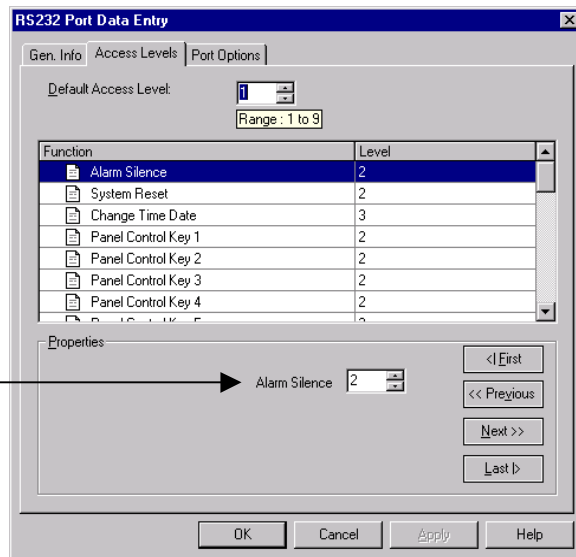 RS232 Port Data Entry
Gen. Info
Access Levels
Port Options
Default Access Level:
1
Range : 1 to 9
Function Level
Alarm Silence 2
System Reset 2
Change Time Date 3
Panel Control Key 1 2
Panel Control Key 2 2
Panel Control Key 3 2
Panel Control Key 4 2
Properties
Alarm Silence 2
<| First
<< Previous
Next >>
Last |>
OK
Cancel
Apply
Help